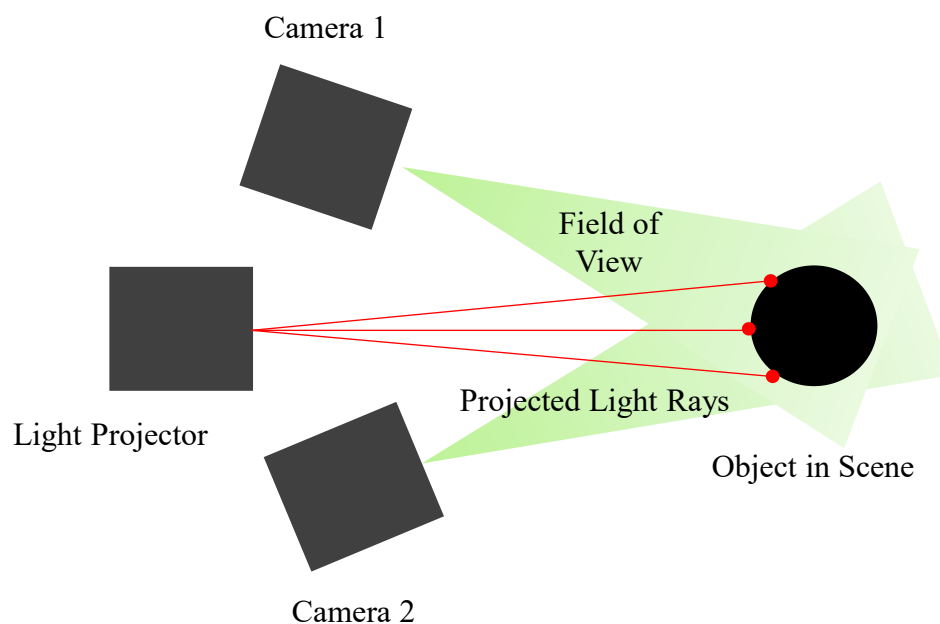 Camera 1
Field of
View
Projected Light Rays
Light Projector
Object in Scene
Camera 2